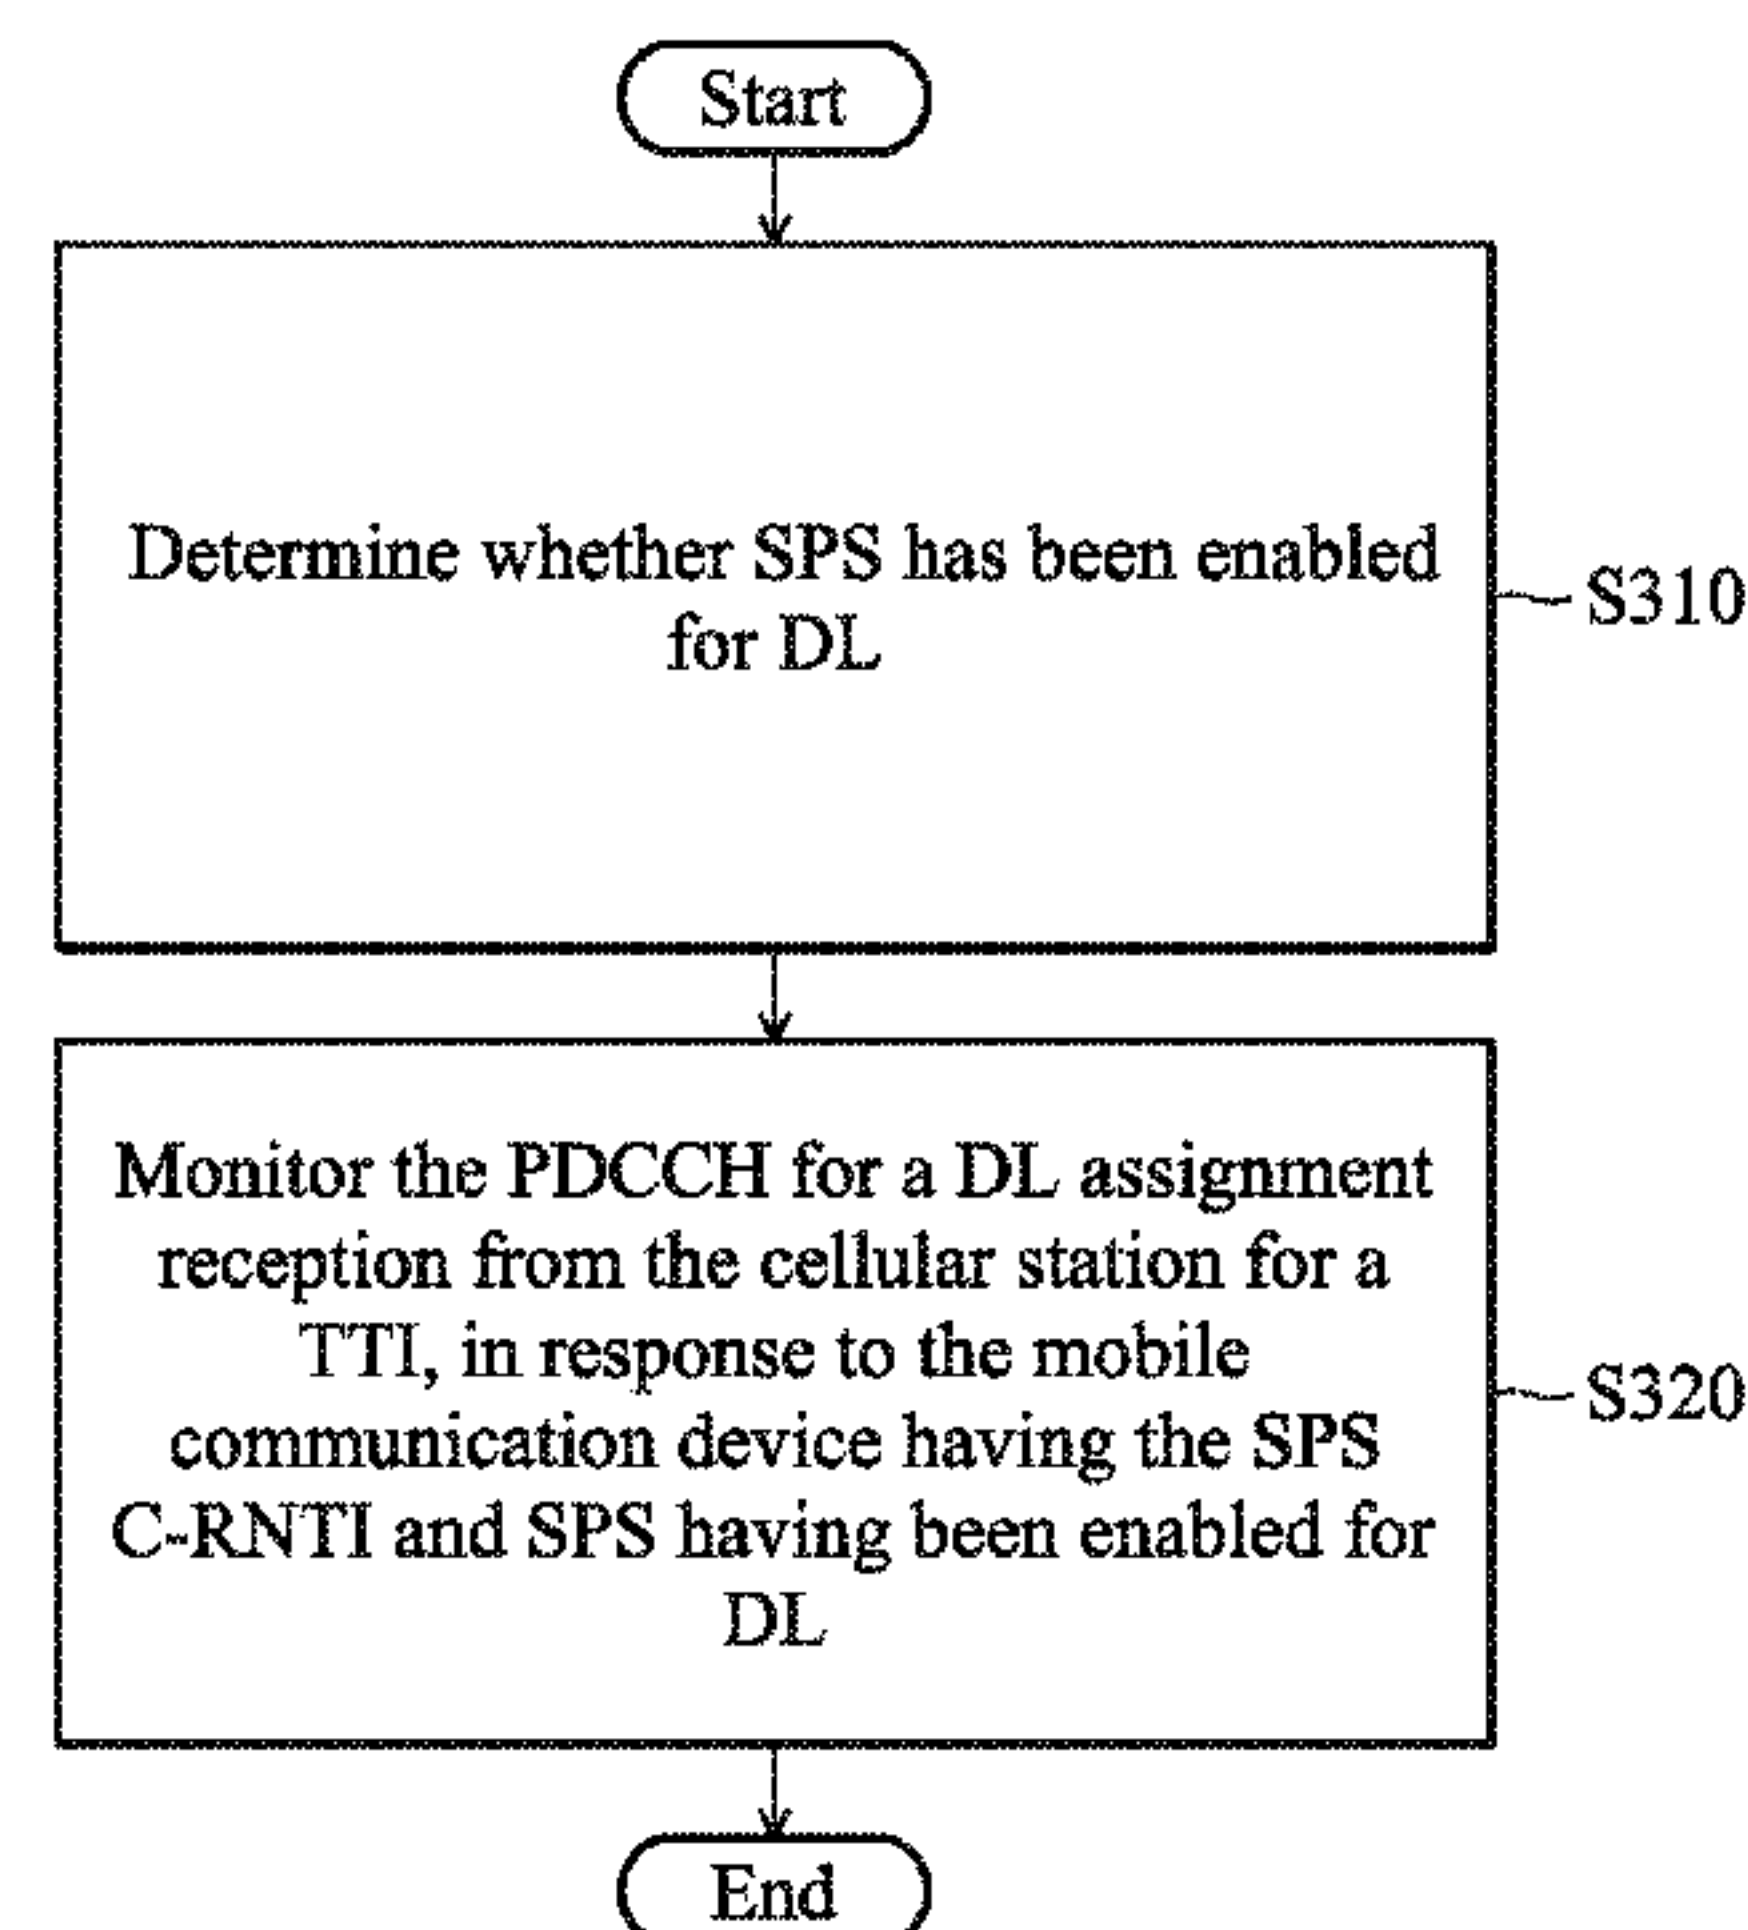 Start
Determine whether SPS has been enabled
for DL
S310
Monitor the PDCCH for a DL assignment
reception from the cellular station for a
TTI, in response to the mobile
communication device having the SPS
C-RNTI and SPS having been enabled for
DL
S320
End